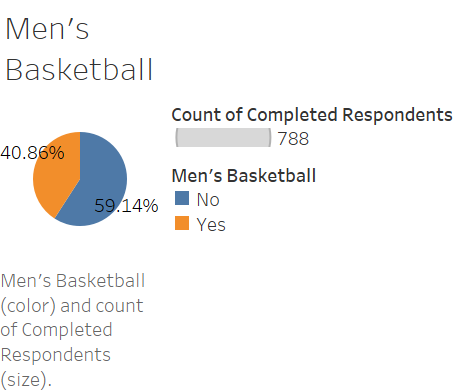 Men's
Basketball
Count of Completed Respondents
788
40.86%
59.14%
Men's Basketball
No
Yes
Men's Basketball
(color) and count
of Completed
Respondents
(size).